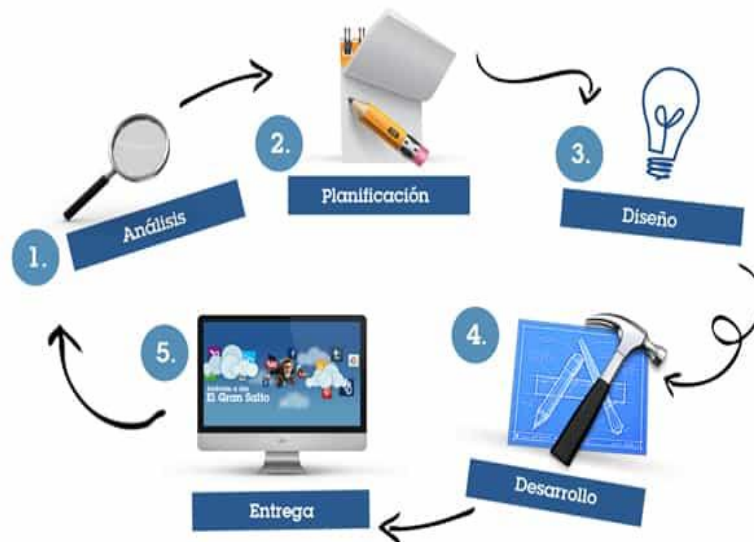 1.
Análisis
2.
Planificación
3.
Diseño
4.
Desarrollo
5.
El Gran Salto
Entrega